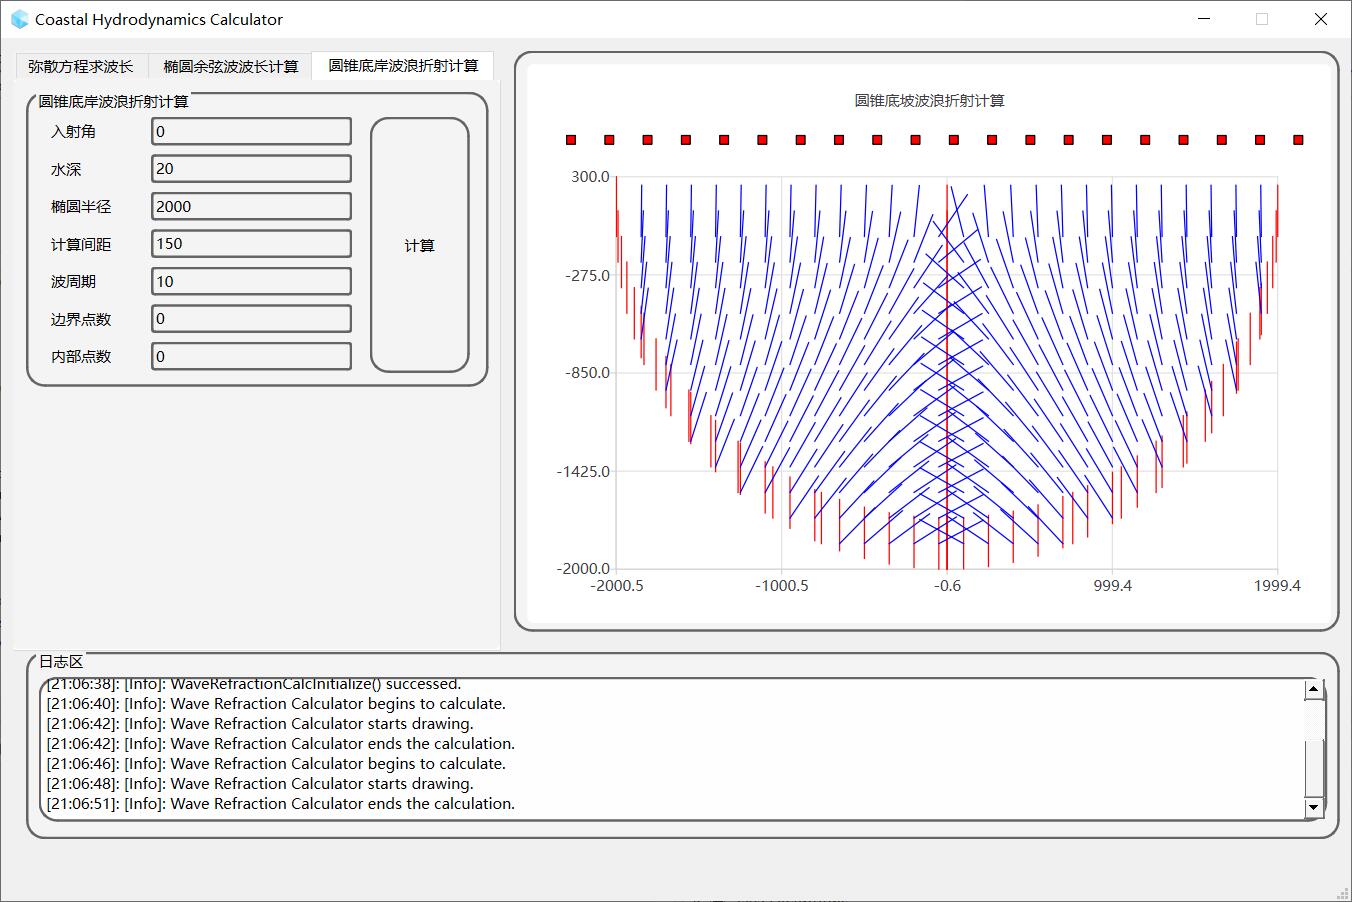 Coastal Hydrodynamics Calculator
弥散方程求波长
椭圆余弦波波长计算
圆锥底岸波浪折射计算
圆锥底岸波浪折射计算
入射角
0
水深
20
椭圆半径
2000
计算间距
150
波周期
10
边界点数
0
内部点数
0
计算
圆锥底坡波浪折射计算
300.0
-275.0
-850.0
-1425.0
-2000.0
-2000.5
-1000.5
-0.6
999.4
1999.4
日志区
[21:06:38]: [Info]: WaveRefractionCalcInitialize() successed.
[21:06:40]: [Info]: Wave Refraction Calculator begins to calculate.
[21:06:42]: [Info]: Wave Refraction Calculator starts drawing.
[21:06:42]: [Info]: Wave Refraction Calculator ends the calculation.
[21:06:46]: [Info]: Wave Refraction Calculator begins to calculate.
[21:06:48]: [Info]: Wave Refraction Calculator starts drawing.
[21:06:51]: [Info]: Wave Refraction Calculator ends the calculation.